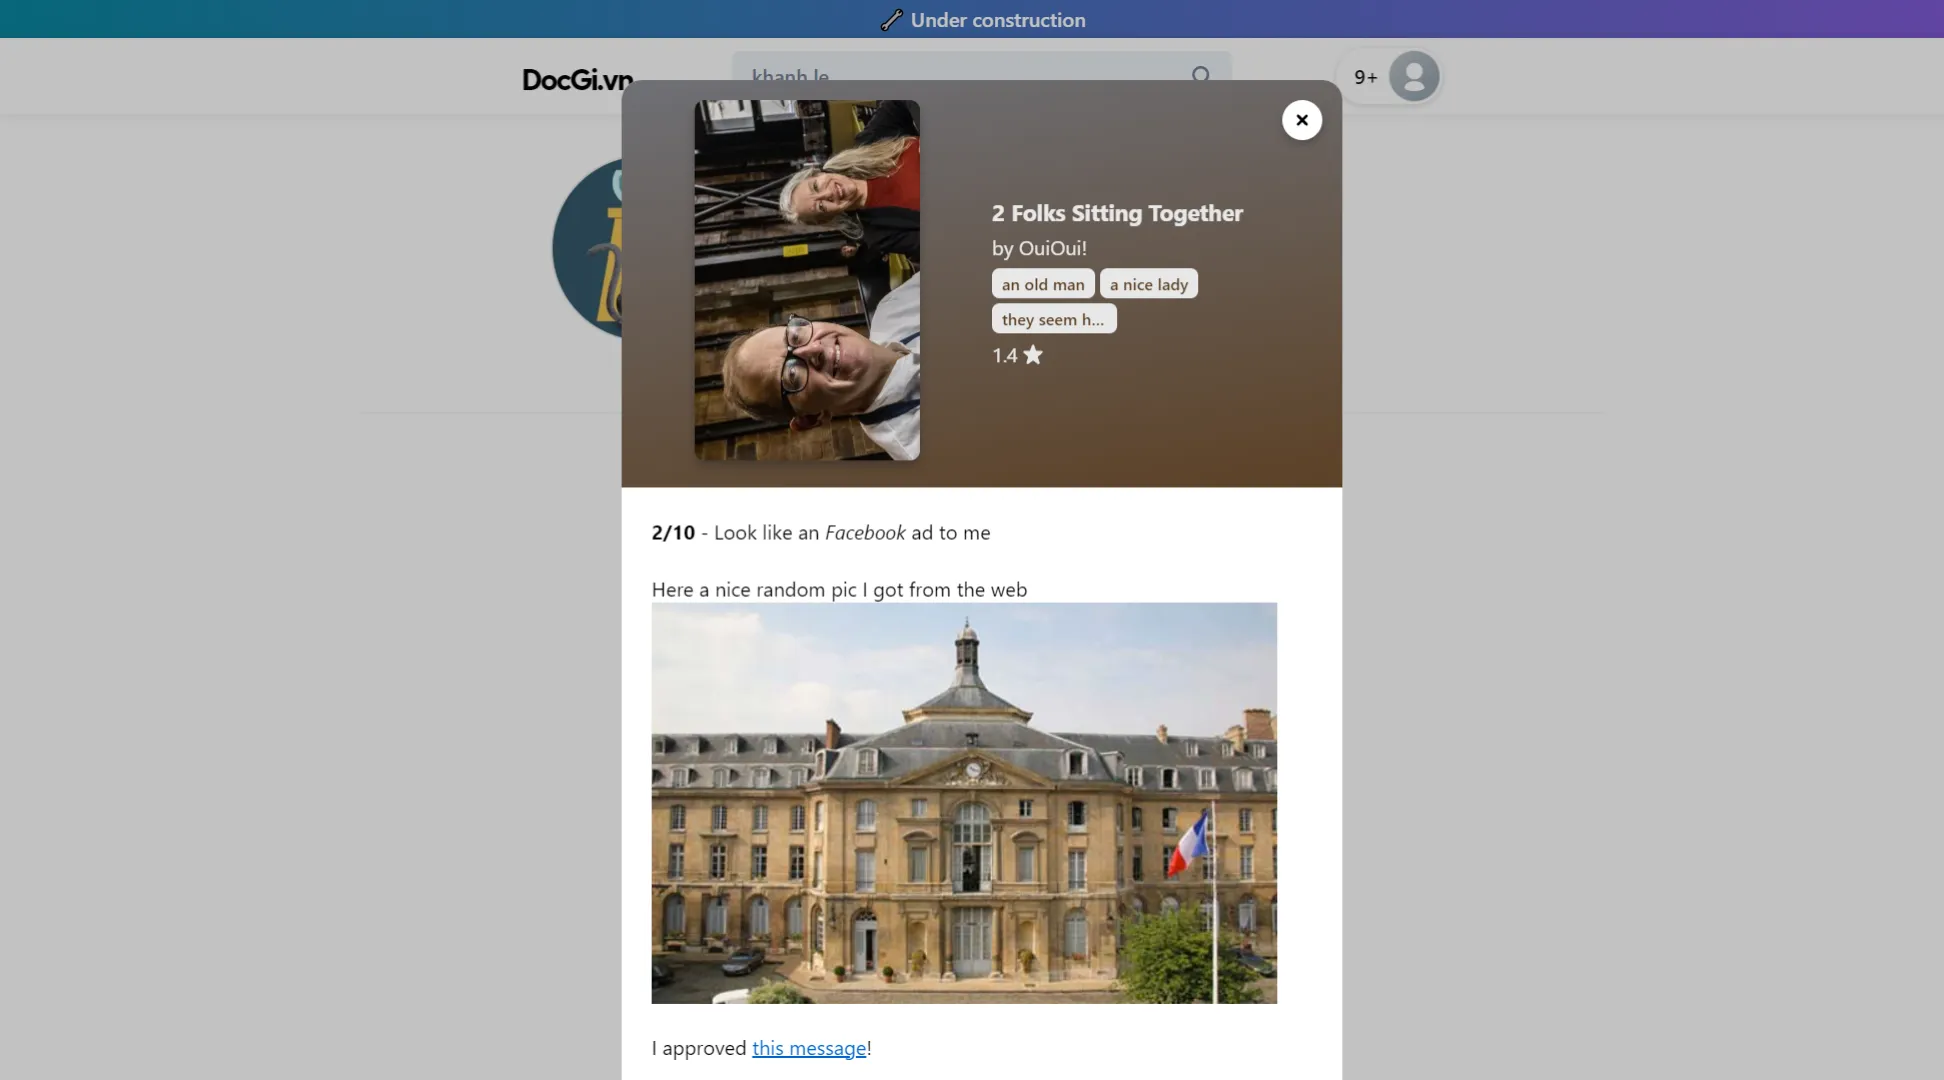 Under construction
DocGi.vn
khanh le
9+
2 Folks Sitting Together
by OuiOui!
an old man
a nice lady
they seem h...
1.4
2/10 - Look like an Facebook ad to me
Here a nice random pic I got from the web
I approved this message!